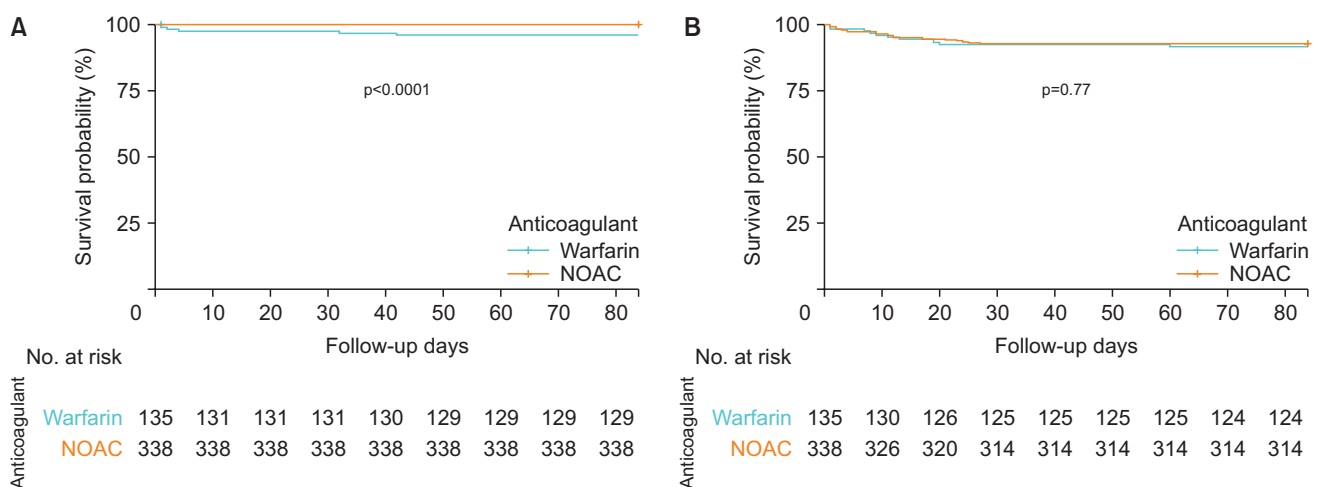 A
Survival probability (%)
100
75
50
25
p<0.0001
Anticoagulant
Warfarin
NOAC
0 10 20 30 40 50 60 70 80
Follow-up days
No. at risk
Anticoagulant
Warfarin 135 131 131 131 130 129 129 129 129
NOAC 338 338 338 338 338 338 338 338 338
B
Survival probability (%)
100
75
50
25
p=0.77
Anticoagulant
Warfarin
NOAC
0 10 20 30 40 50 60 70 80
Follow-up days
No. at risk
Anticoagulant
Warfarin 135 130 126 125 125 125 125 124 124
NOAC 338 326 320 314 314 314 314 314 314